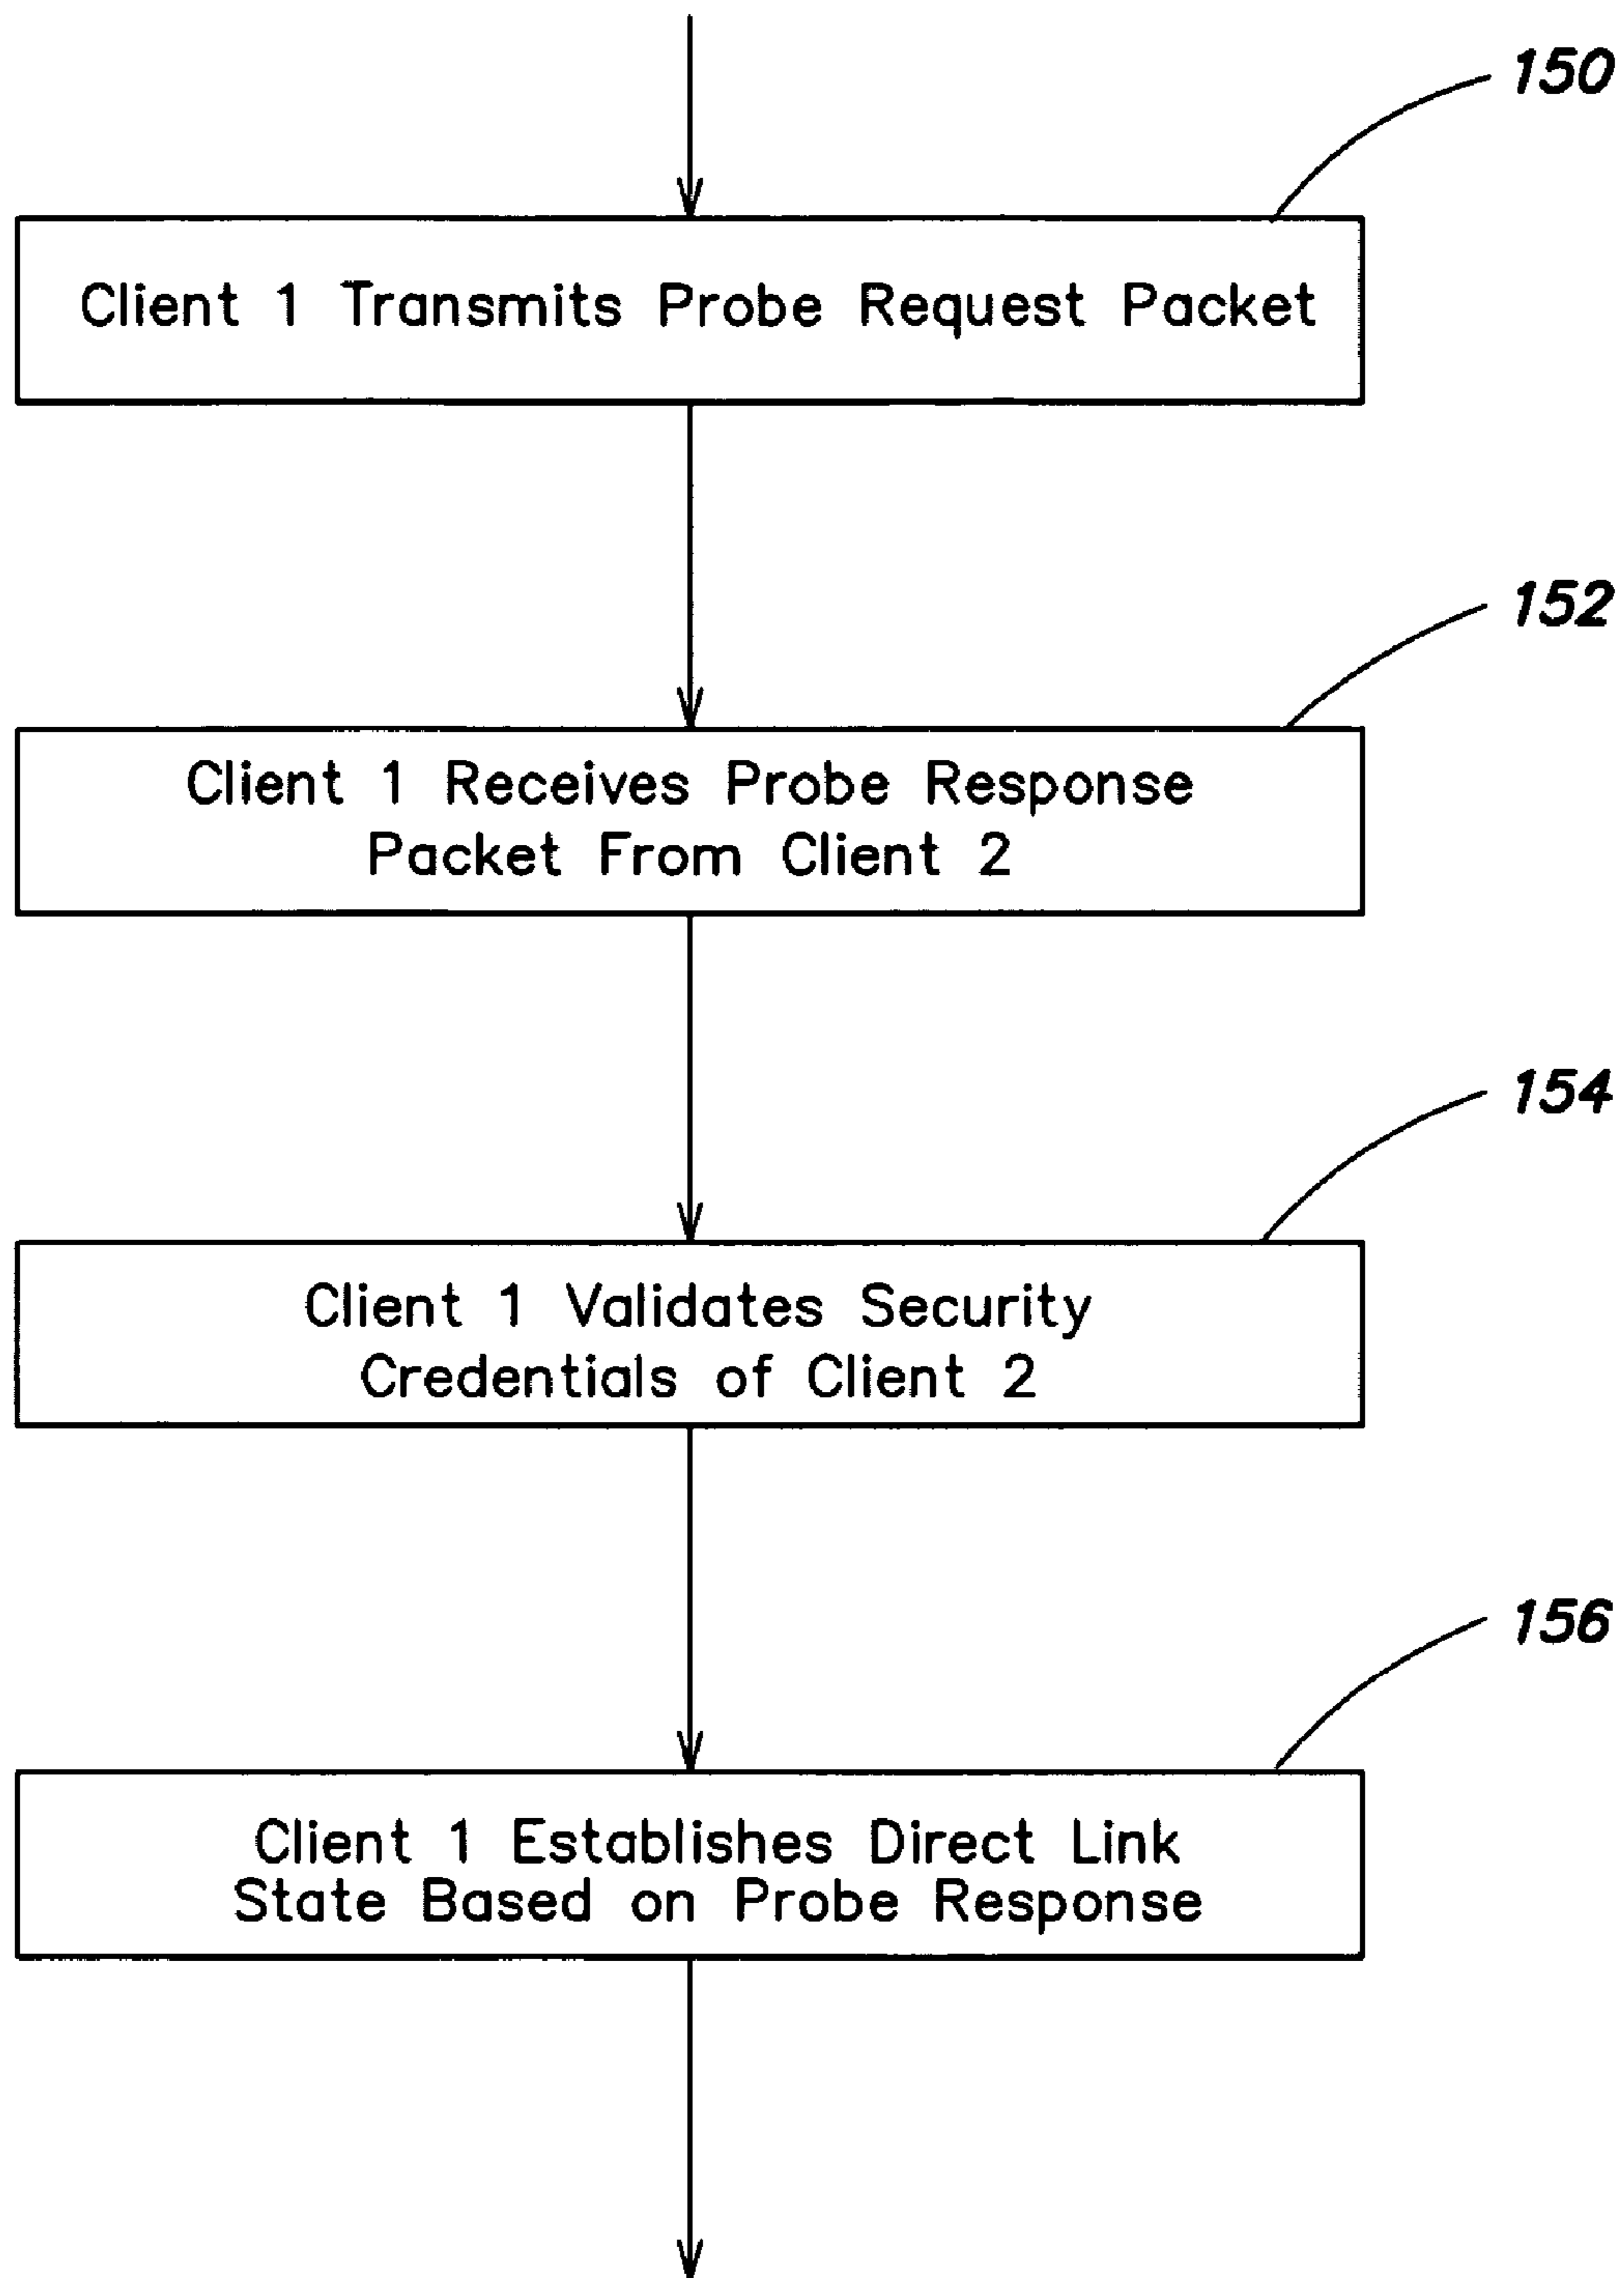 150
Client 1 Transmits Probe Request Packet
152
Client 1 Receives Probe Response
Packet From Client 2
154
Client 1 Validates Security
Credentials of Client 2
156
Client 1 Establishes Direct Link
State Based on Probe Response